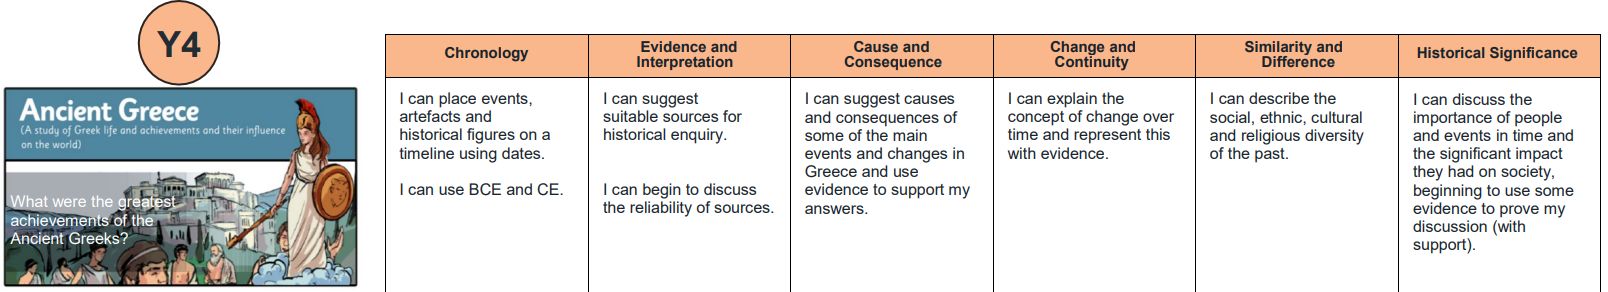 Y4
Ancient Greece
(A study of Greek life and achievements and their influence
on the world)
What were the greatest
achievements of the
Ancient Greeks?
Chronology
I can place events,
artefacts and
historical figures on a
timeline using dates.
I can use BCE and CE.
Evidence and
Interpretation
I can suggest
suitable sources for
historical enquiry.
I can begin to discuss
the reliability of sources.
Cause and
Consequence
I can suggest causes
and consequences of
some of the main
events and changes in
Greece and use
evidence to support my
answers.
Change and
Continuity
I can explain the
concept of change over
time and represent this
with evidence.
Similarity and
Difference
I can describe the
social, ethnic, cultural
and religious diversity
of the past.
Historical Significance
I can discuss the
importance of people
and events in time and
the significant impact
they had on society,
beginning to use some
evidence to prove my
discussion (with
support).